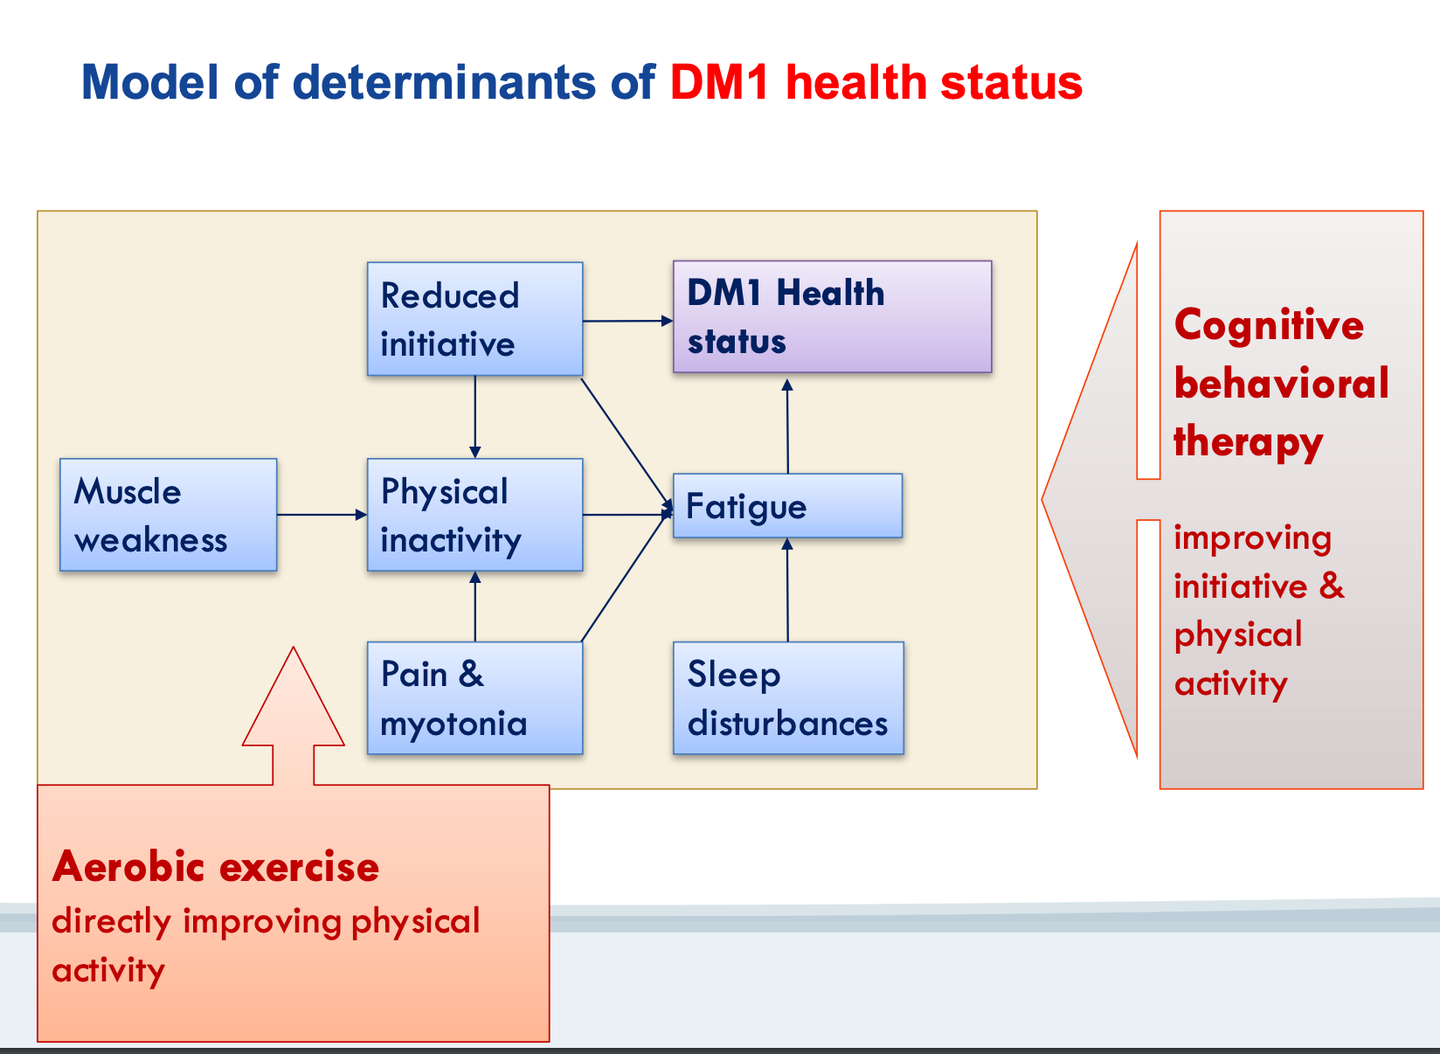 Model of determinants of DM1 health status
Reduced
initiative
DM1 Health
status
Muscle
weakness
Physical
inactivity
Fatigue
Pain &
myotonia
Sleep
disturbances
Cognitive
behavioral
therapy
improving
initiative &
physical
activity
Aerobic exercise
directly improving physical
activity